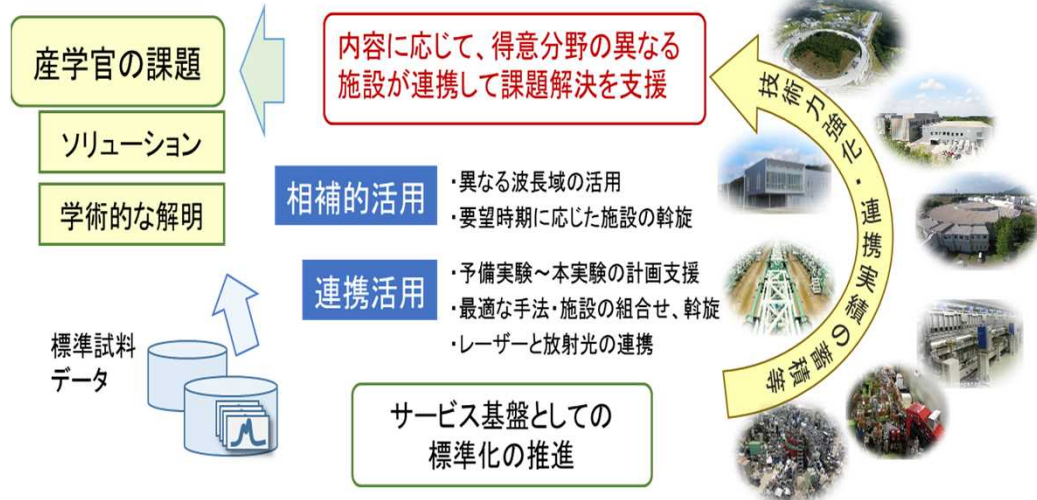 産学官の課題
ソリューション
学術的な解明
内容に応じて、得意分野の異なる
施設が連携して課題解決を支援
相補的活用
・異なる波長域の活用
・要望時期に応じた施設の斡旋
連携活用
・予備実験~本実験の計画支援
・最適な手法・施設の組合せ、斡旋
・レーザーと放射光の連携
標準試料
データ
サービス基盤としての
標準化の推進
技術力強化・連携実績の蓄積等